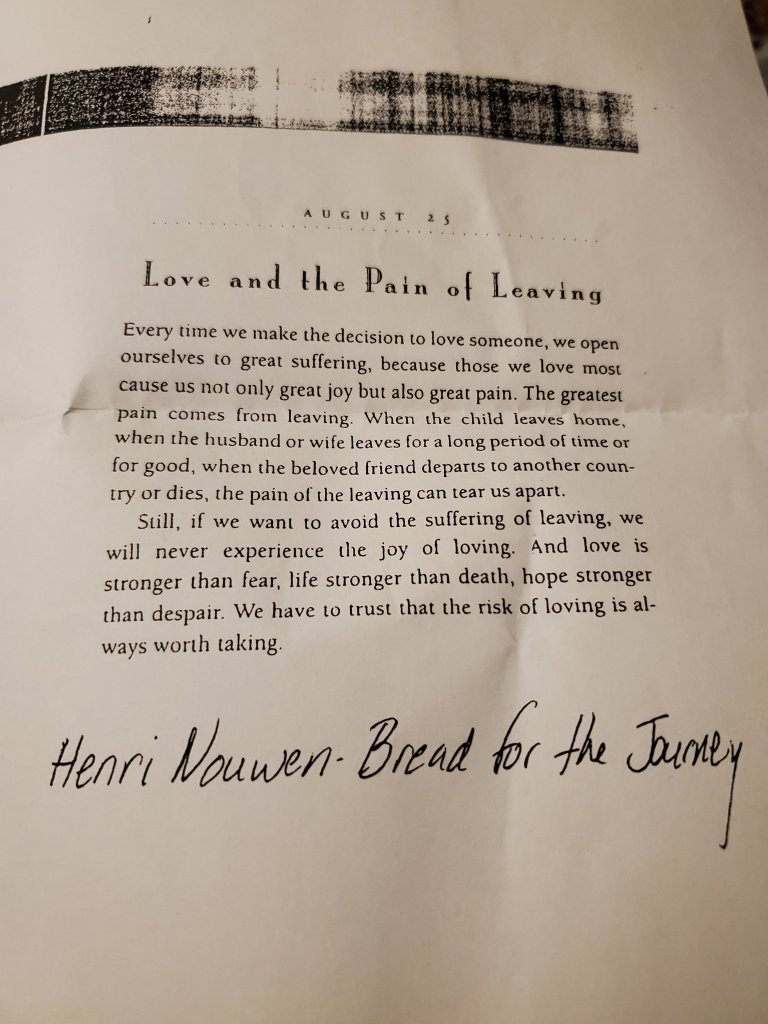 AUGUST 25
Love and the Pain of Leaving
Every time we make the decision to love someone, we open
ourselves to great suffering, because those we love most
cause us not only great joy but also great pain. The greatest
pain comes from leaving. When the child leaves home,
when the husband or wife leaves for a long period of time or
for good, when the beloved friend departs to another coun-
try or dies, the pain of the leaving can tear us apart.
Still, if we want to avoid the suffering of leaving, we
will never experience the joy of loving. And love is
stronger than fear, life stronger than death, hope stronger
than despair. We have to trust that the risk of loving is al-
ways worth taking.
Henri Nouwen- Bread for the Journey